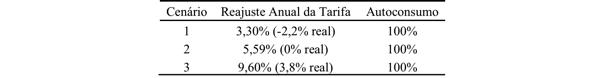 Cenário Reajuste Anual da Tarifa Autoconsumo
1 3,30% (-2,2% real) 100%
2 5,59% (0% real) 100%
3 9,60% (3,8% real) 100%